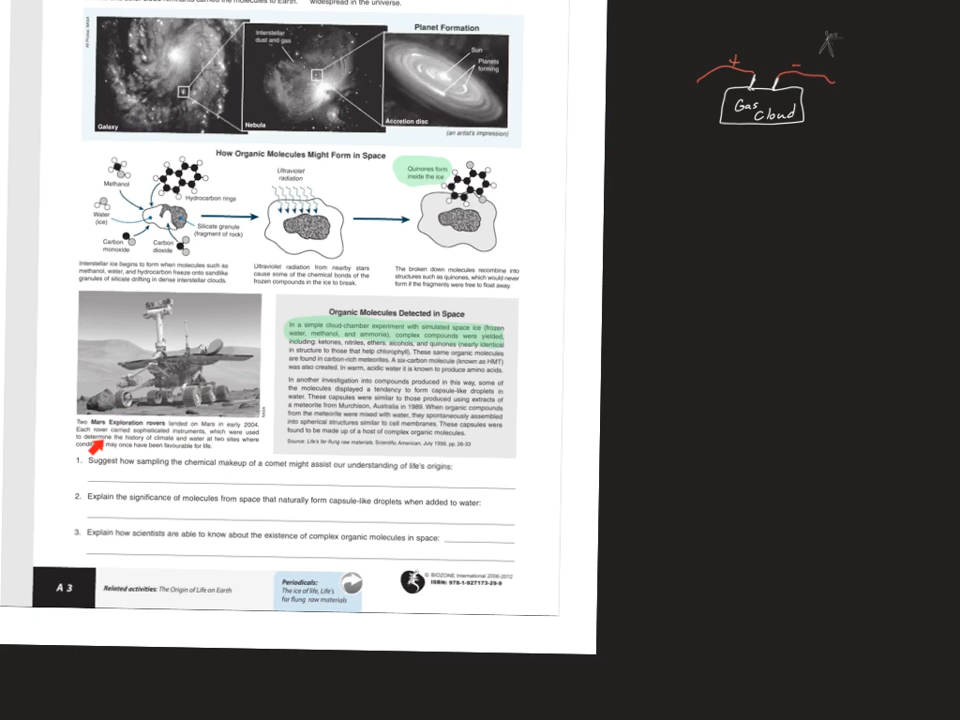 widespread in the universe.
Planet Formation
Interstellar
dust and gas
Sun
Planets
forming
Galaxy
Nebula
Accretion disc
(an artist's impression)
Gas
Cloud
+
-
How Organic Molecules Might Form in Space
Methanol
Hydrocarbon rings
Water
(ice)
Silicate granule
(fragment of rock)
Carbon
monoxide
Carbon
dioxide
Ultraviolet
radiation
Quinones form
inside the ice
Interstellar ice begins to form when molecules such as
methanol, water, and hydrocarbon freeze onto sandlike
granules of silicate drifting in dense interstellar clouds.
Ultraviolet radiation from nearby stars
cause some of the chemical bonds of the
frozen compounds in the ice to break.
The broken down molecules recombine into
structures such as quinones, which would never
form if the fragments were free to float away.
Organic Molecules Detected in Space
In a simple cloud-chamber experiment with simulated space ice (frozen
water, methanol, and ammonia), complex compounds were yielded,
including: ketones, nitriles, ethers, alcohols, and quinones (nearly identical
in structure to those that help chlorophyll). These same organic molecules
are found in carbon-rich meteorites. A six-carbon molecule (known as HMT)
was also created. In warm, acidic water it is known to produce amino acids.
In another investigation into compounds produced in this way, some of
the molecules displayed a tendency to form capsule-like droplets in
water. These capsules were similar to those produced using extracts of
a meteorite from Murchison, Australia in 1989. When organic compounds
from the meteorite were mixed with water, they spontaneously assembled
into spherical structures similar to cell membranes. These capsules were
found to be made up of a host of complex organic molecules.
Source: Life's far-flung raw materials, Scientific American, July 1999, pp. 26-33
Two Mars Exploration rovers landed on Mars in early 2004.
Each rover carried sophisticated instruments, which were used
to determine the history of climate and water at two sites where
may once have been favourable for life.
1. Suggest how sampling the chemical makeup of a comet might assist our understanding of life's origins:
2. Explain the significance of molecules from space that naturally form capsule-like droplets when added to water:
3. Explain how scientists are able to know about the existence of complex organic molecules in space:
A 3
Related activities: The Origin of Life on Earth
Periodicals:
The ice of life, Life's
far flung raw materials
© BIOZONE International 2006-2012
ISBN: 978-1-927173-29-9